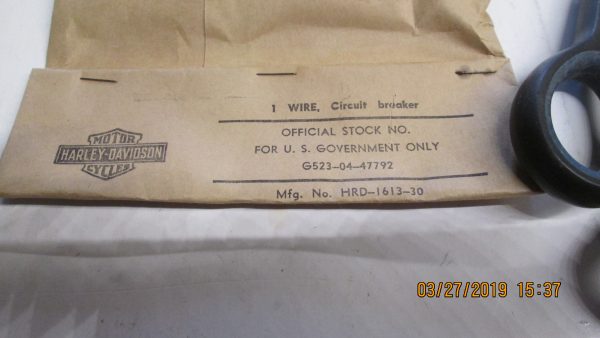 1 WIRE, Circuit breaker
OFFICIAL STOCK NO.
FOR U. S. GOVERNMENT ONLY
G523-04-47792
Mfg. No. HRD-1613-30
MOTOR
HARLEY-DAVIDSON
CYCLES
03/27/2019 15:37